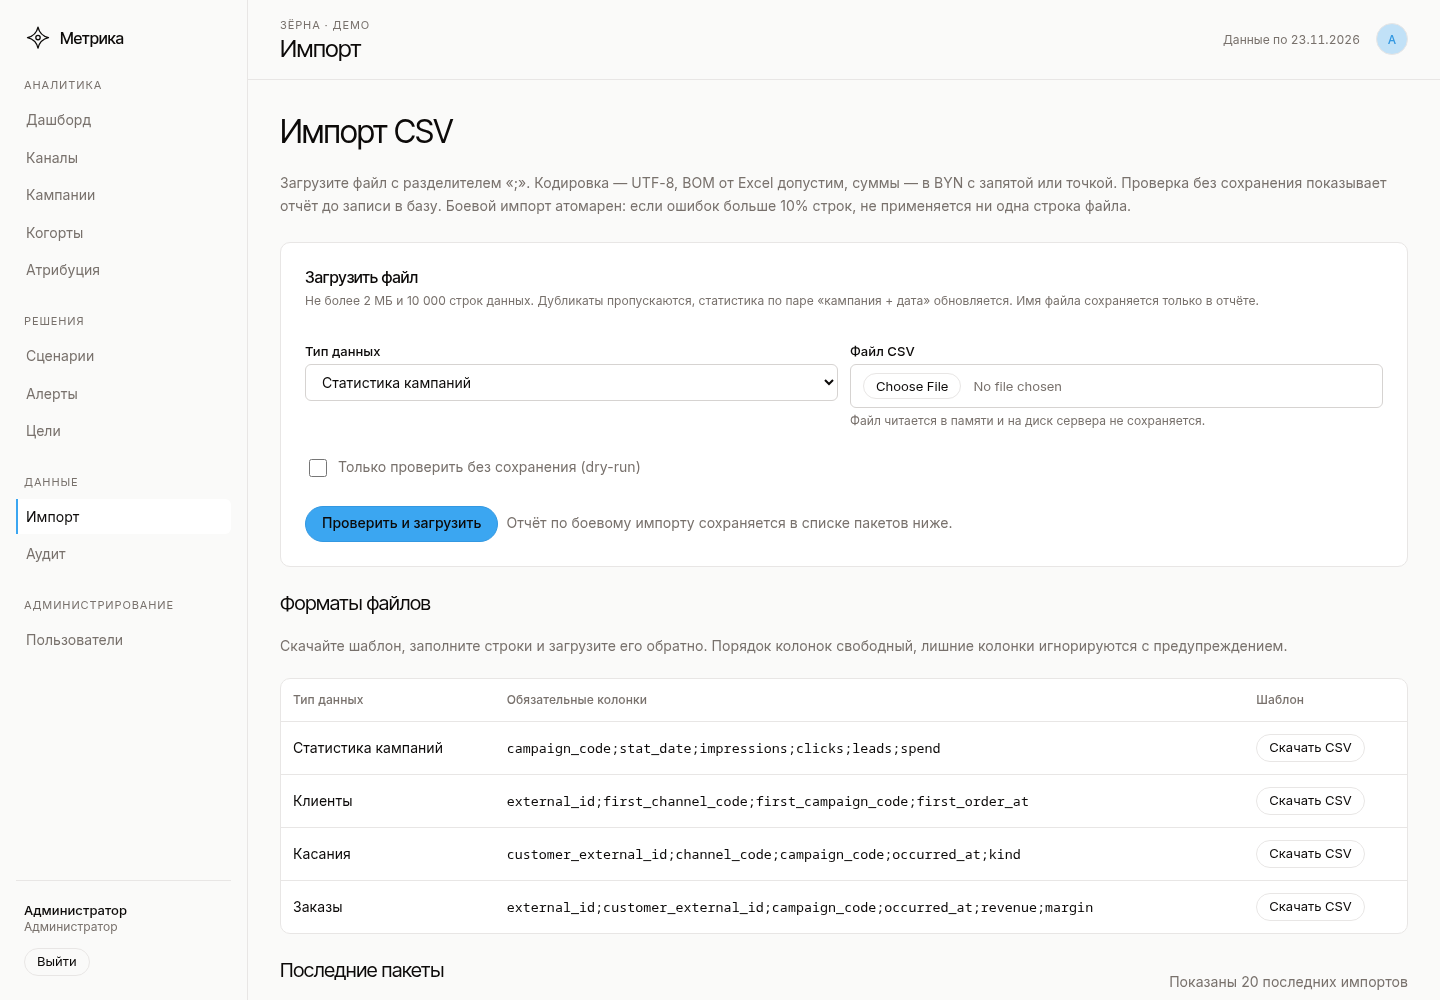 Метрика
АНАЛИТИКА
Дашборд
Каналы
Кампании
Когорты
Атрибуция
РЕШЕНИЯ
Сценарии
Алерты
Цели
ДАННЫЕ
Импорт
Аудит
АДМИНИСТРИРОВАНИЕ
Пользователи
Администратор
Администратор
Выйти
ЗЁРНА · ДЕМО
Импорт
Данные по 23.11.2026
А
Импорт CSV
Загрузите файл с разделителем «;». Кодировка — UTF-8, BOM от Excel допустим, суммы — в BYN с запятой или точкой. Проверка без сохранения показывает
отчёт до записи в базу. Боевой импорт атомарен: если ошибок больше 10% строк, не применяется ни одна строка файла.
Загрузить файл
Не более 2 МБ и 10 000 строк данных. Дубликаты пропускаются, статистика по паре «кампания + дата» обновляется. Имя файла сохраняется только в отчёте.
Тип данных
Статистика кампаний
Файл CSV
Choose File No file chosen
Файл читается в памяти и на диск сервера не сохраняется.
Только проверить без сохранения (dry-run)
Проверить и загрузить Отчёт по боевому импорту сохраняется в списке пакетов ниже.
Форматы файлов
Скачайте шаблон, заполните строки и загрузите его обратно. Порядок колонок свободный, лишние колонки игнорируются с предупреждением.
Тип данных Обязательные колонки Шаблон
Статистика кампаний campaign_code;stat_date;impressions;clicks;leads;spend Скачать CSV
Клиенты external_id;first_channel_code;first_campaign_code;first_order_at Скачать CSV
Касания customer_external_id;channel_code;campaign_code;occurred_at;kind Скачать CSV
Заказы external_id;customer_external_id;campaign_code;occurred_at;revenue;margin Скачать CSV
Последние пакеты
Показаны 20 последних импортов